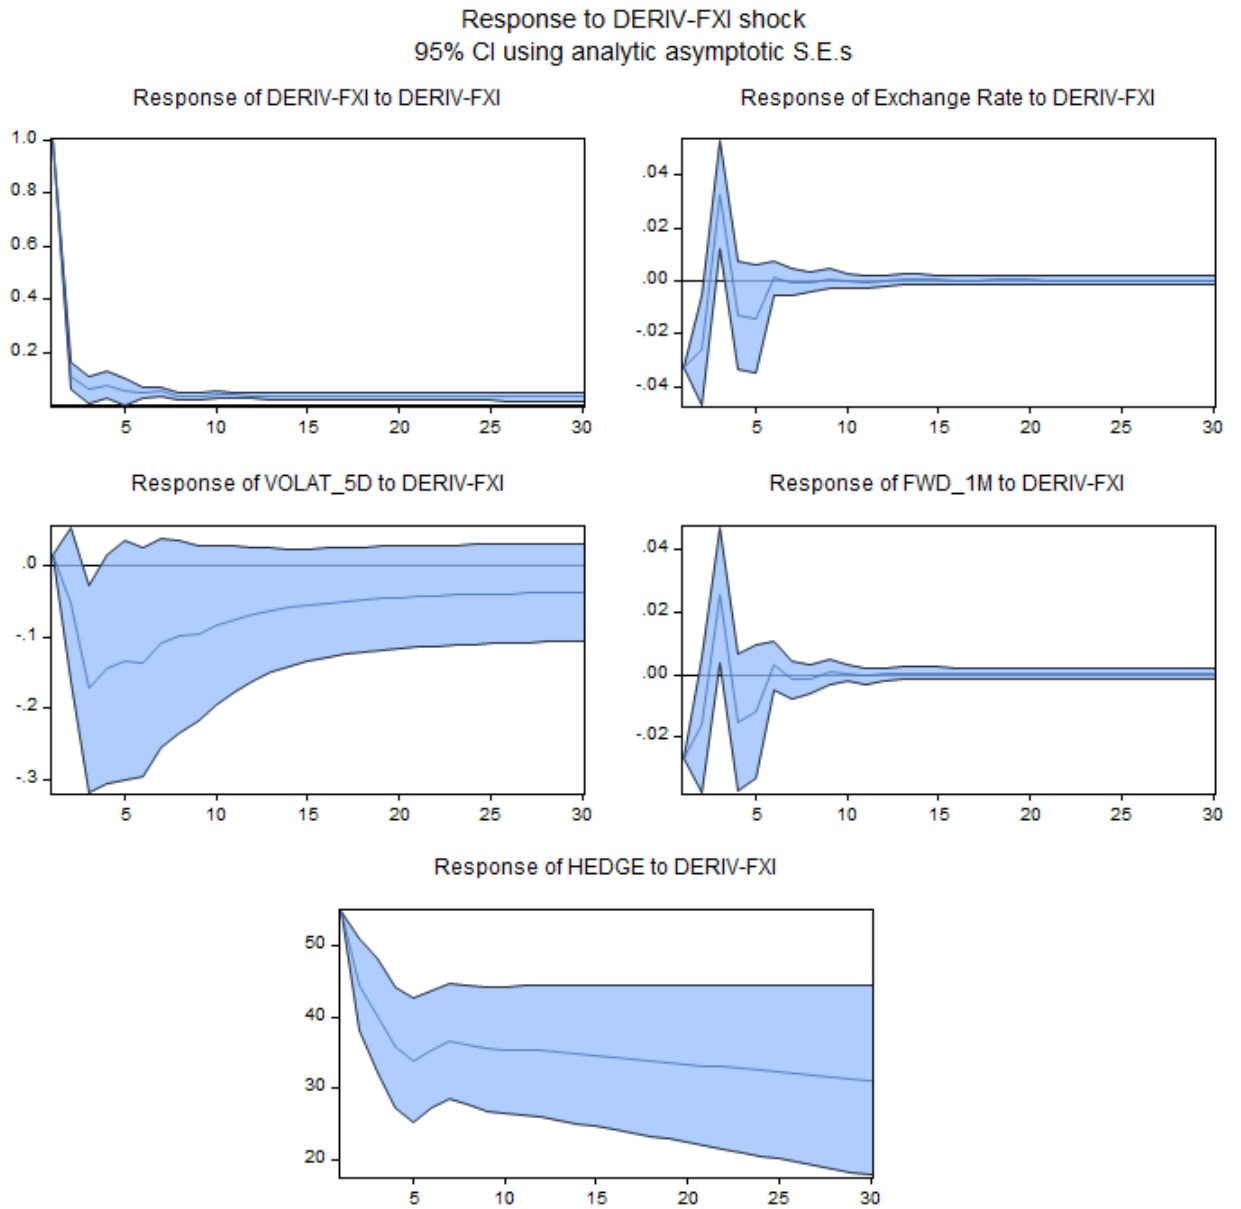 Response to DERIV-FXI shock
95% CI using analytic asymptotic S.E.s
Response of DERIV-FXI to DERIV-FXI
1.0
0.8
0.6
0.4
0.2
5 10 15 20 25 30
Response of Exchange Rate to DERIV-FXI
.04
.02
.00
-.02
-.04
5 10 15 20 25 30
Response of VOLAT_5D to DERIV-FXI
.0
-.1
-.2
-.3
5 10 15 20 25 30
Response of FWD_1M to DERIV-FXI
.04
.02
.00
-.02
5 10 15 20 25 30
Response of HEDGE to DERIV-FXI
50
40
30
20
5 10 15 20 25 30